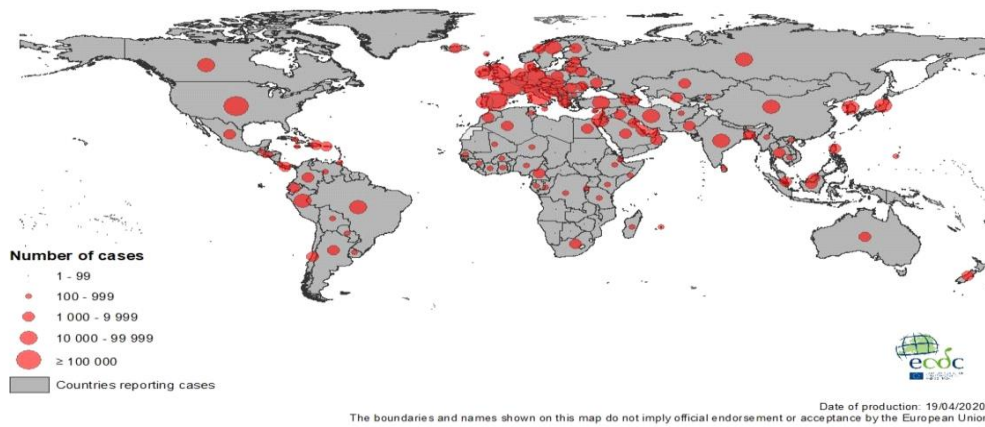 Number of cases
1 - 99
100 - 999
1 000 - 9 999
10 000 - 99 999
≥ 100 000
Countries reporting cases
ecdc
Date of production: 19/04/2020
The boundaries and names shown on this map do not imply official endorsement or acceptance by the European Union